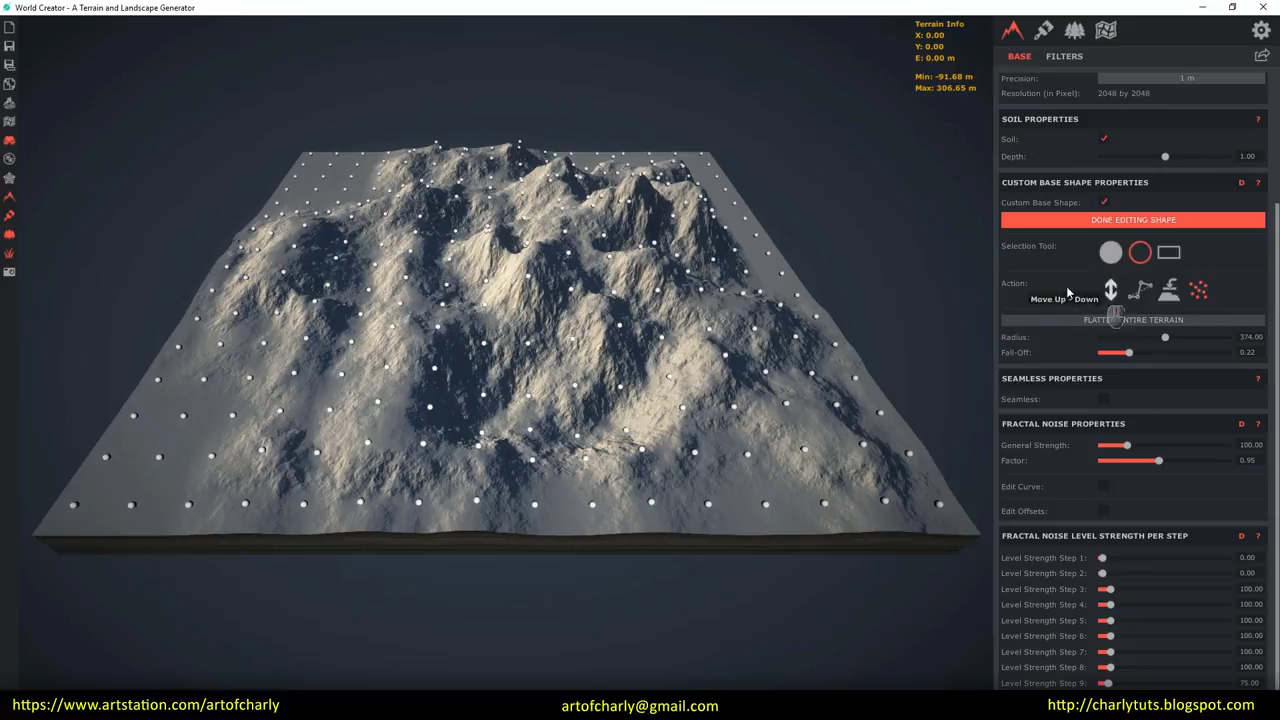 World Creator - A Terrain and Landscape Generator
Terrain Info
X: 0.00
Y: 0.00
E: 0.00 m
Min: -91.68 m
Max: 306.65 m
BASE FILTERS
Precision: 1 m
Resolution (in Pixel): 2048 by 2048
SOIL PROPERTIES ?
Soil:
Depth: 1.00
CUSTOM BASE SHAPE PROPERTIES D ?
Custom Base Shape:
DONE EDITING SHAPE
Selection Tool:
Action:
Move Up - Down
FLATTEN ENTIRE TERRAIN
Radius: 374.00
Fall-Off: 0.22
SEAMLESS PROPERTIES ?
Seamless:
FRACTAL NOISE PROPERTIES D ?
General Strength: 100.00
Factor: 0.95
Edit Curve:
Edit Offsets:
FRACTAL NOISE LEVEL STRENGTH PER STEP D ?
Level Strength Step 1: 0.00
Level Strength Step 2: 0.00
Level Strength Step 3: 100.00
Level Strength Step 4: 100.00
Level Strength Step 5: 100.00
Level Strength Step 6: 100.00
Level Strength Step 7: 100.00
Level Strength Step 8: 100.00
Level Strength Step 9: 75.00
https://www.artstation.com/artofcharly artofcharly@gmail.com http://charlytuts.blogspot.com